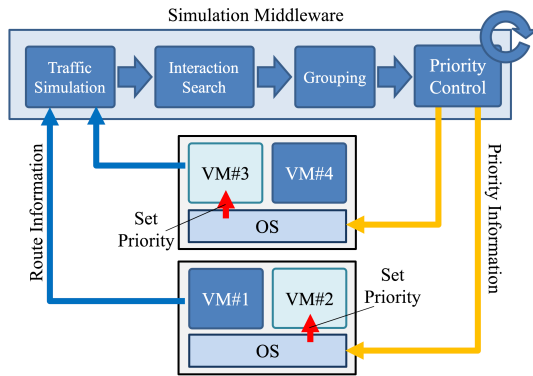 Simulation Middleware
Traffic
Simulation
Interaction
Search
Grouping
Priority
Control
Route Information
Priority Information
VM#3
VM#4
Set
Priority
OS
VM#1
VM#2
Set
Priority
OS